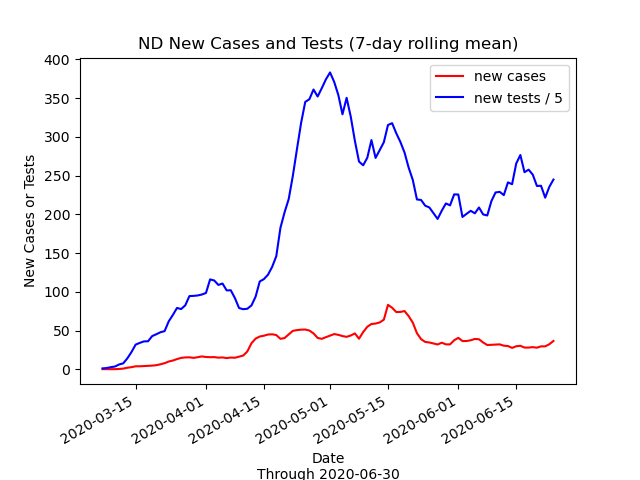 ND New Cases and Tests (7-day rolling mean)
new cases
new tests / 5
New Cases or Tests
400
350
300
250
200
150
100
50
0
2020-03-15
2020-04-01
2020-04-15
2020-05-01
2020-05-15
2020-06-01
2020-06-15
Date
Through 2020-06-30